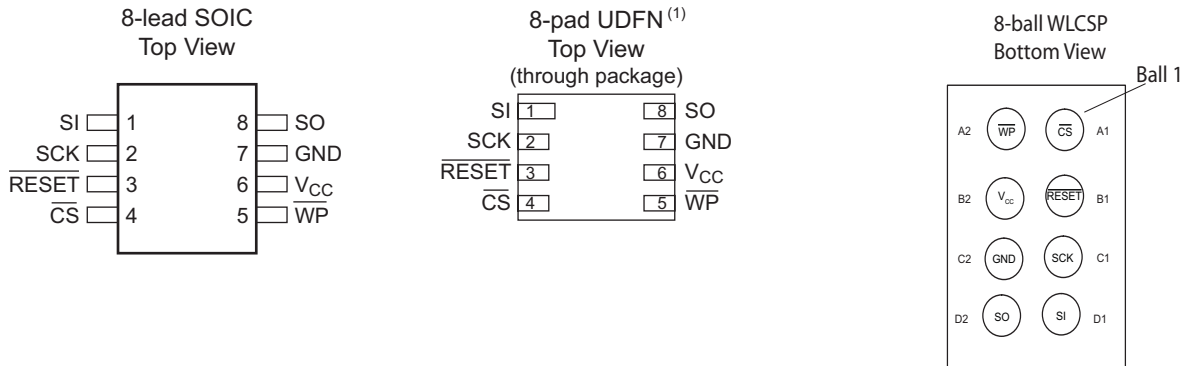 8-lead SOIC
Top View
SI 1 8 SO
SCK 2 7 GND
RESET 3 6 VCC
CS 4 5 WP
8-pad UDFN (1)
Top View
(through package)
SI 1 8 SO
SCK 2 7 GND
RESET 3 6 VCC
CS 4 5 WP
8-ball WLCSP
Bottom View
Ball 1
A2 WP CS A1
B2 Vcc RESET B1
C2 GND SCK C1
D2 SO SI D1